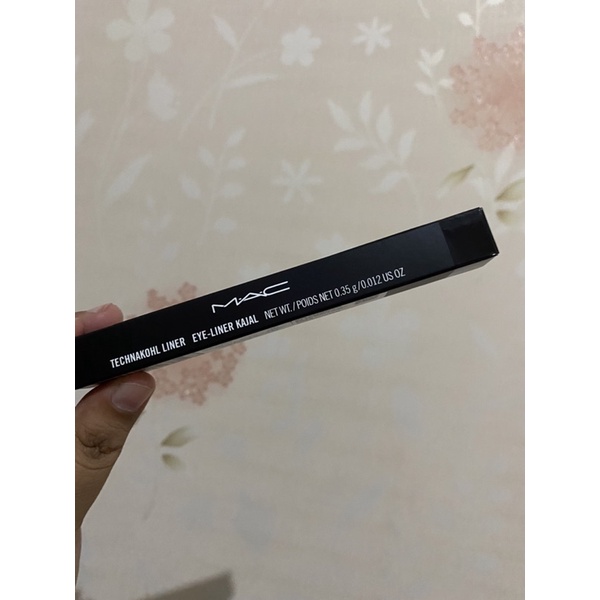 MAC
TECHNAKOHL LINER EYE-LINER KAJAL NET WT./POIDS NET 0.35 g/0.012 US OZ